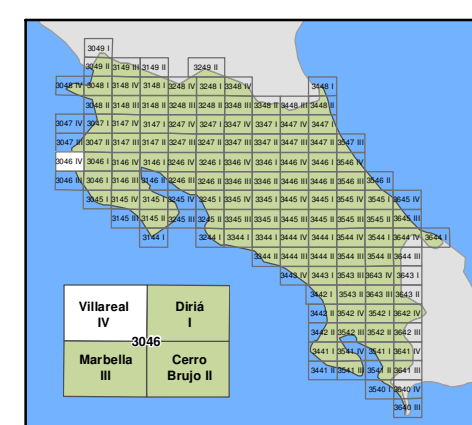 3049 I
3049 II 3149 III 3149 II 3249 II
3048 IV 3048 I 3148 IV 3148 I 3248 IV 3248 I 3348 IV 3448 I
3048 II 3148 III 3148 II 3248 III 3248 II 3348 III 3348 II 3448 III 3448 II
3047 IV 3047 I 3147 IV 3147 I 3247 IV 3247 I 3347 IV 3347 I 3447 IV 3447 I
3047 III 3047 II 3147 III 3147 II 3247 III 3247 II 3347 III 3347 II 3447 III 3447 II 3547 III
3046 IV 3046 I 3146 IV 3146 I 3246 IV 3246 I 3346 IV 3346 I 3446 IV 3446 I 3546 IV
3046 III 3046 II 3146 III 3146 II 3246 III 3246 II 3346 III 3346 II 3446 III 3446 II 3546 III 3546 II
3045 I 3145 IV 3145 I 3245 IV 3245 I 3345 IV 3345 I 3445 IV 3445 I 3545 IV 3545 I 3645 IV
3145 III 3145 II 3245 III 3245 II 3345 III 3345 II 3445 III 3445 II 3545 III 3545 II 3645 III
3144 I 3244 I 3344 IV 3344 I 3444 IV 3444 I 3544 IV 3544 I 3644 IV 3644 I
3344 II 3444 III 3444 II 3544 III 3544 II 3644 III
3443 IV 3443 I 3543 IV 3543 I 3643 IV 3643 I
3442 I 3543 II 3643 III 3643 II
3442 II 3542 IV 3542 I 3642 IV
3442 II 3542 III 3542 II 3642 III
3441 I 3541 IV 3541 I 3641 IV
3441 II 3541 III 3541 II 3641 III
3540 I 3640 IV
3640 III
Villareal
IV
Diriá
I
3046
Marbella
III
Cerro
Brujo II